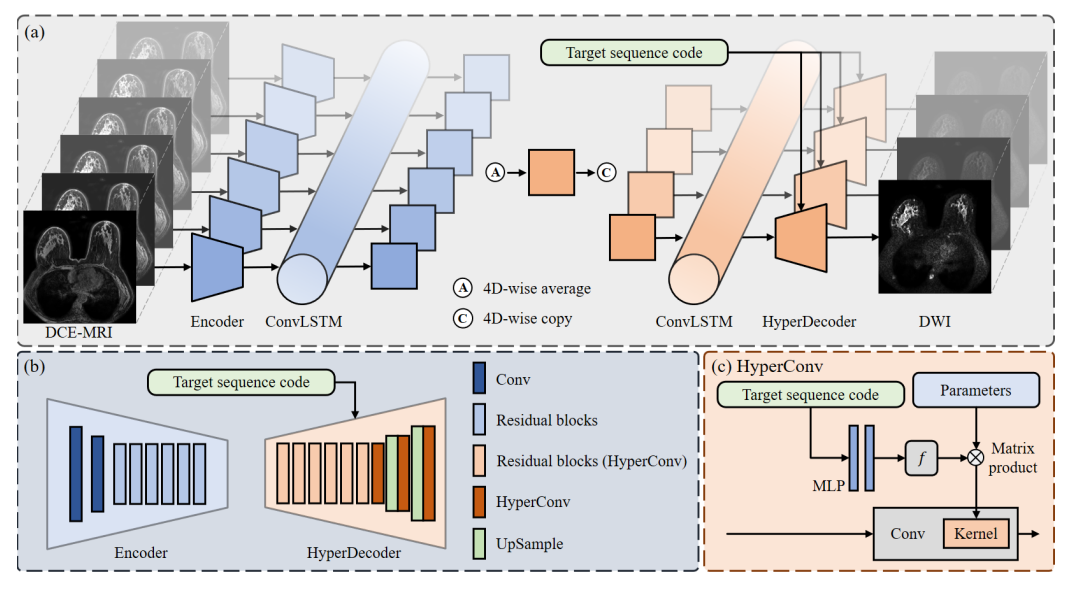 (a)
Target sequence code
A
C
A 4D-wise average
C 4D-wise copy
DCE-MRI
Encoder
ConvLSTM
ConvLSTM
HyperDecoder
DWI
(b)
Target sequence code
Encoder
HyperDecoder
Conv
Residual blocks
Residual blocks (HyperConv)
HyperConv
UpSample
(c) HyperConv
Target sequence code
Parameters
MLP
f
Matrix
product
Conv
Kernel